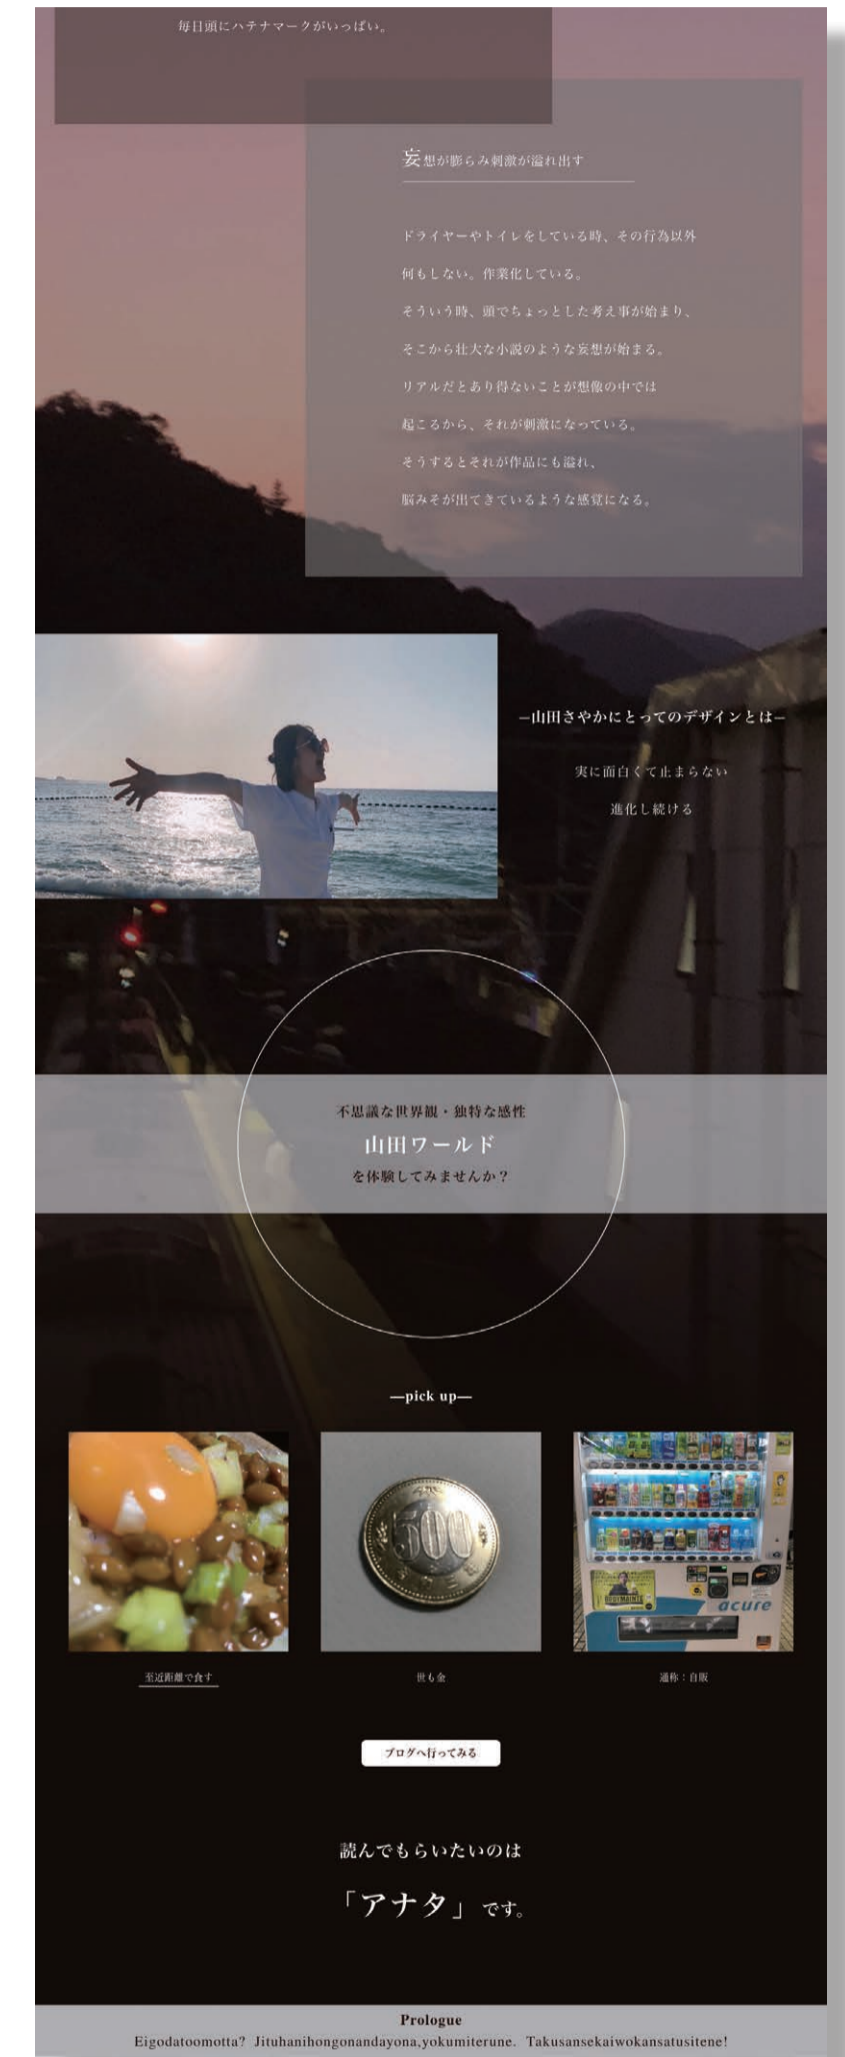 毎日頭にハテナマークがいっぱい。
妄想が膨らみ刺激が溢れ出す
ドライヤーやトイレをしている時、その行為以外
何もしない。作業化している。
そういう時、頭でちょっとした考え事が始まり、
そこから壮大な小説のような妄想が始まる。
リアルだとあり得ないことが想像の中では
起こるから、それが刺激になっている。
そうするとそれが作品にも溢れ、
脳みそが出てきているような感覚になる。
—山田さやかにとってのデザインとは—
実に面白くて止まらない
進化し続ける
不思議な世界観・独特な感性
山田ワールド
を体験してみませんか？
—pick up—
500
acure
至近距離で食す
世も金
通称：自販
ブログへ行ってみる
読んでもらいたいのは
「アナタ」です。
Prologue
Eigodatoomotta? Jituhanihongonandayona,yokumiterune. Takusansekaiwokansatusitene!